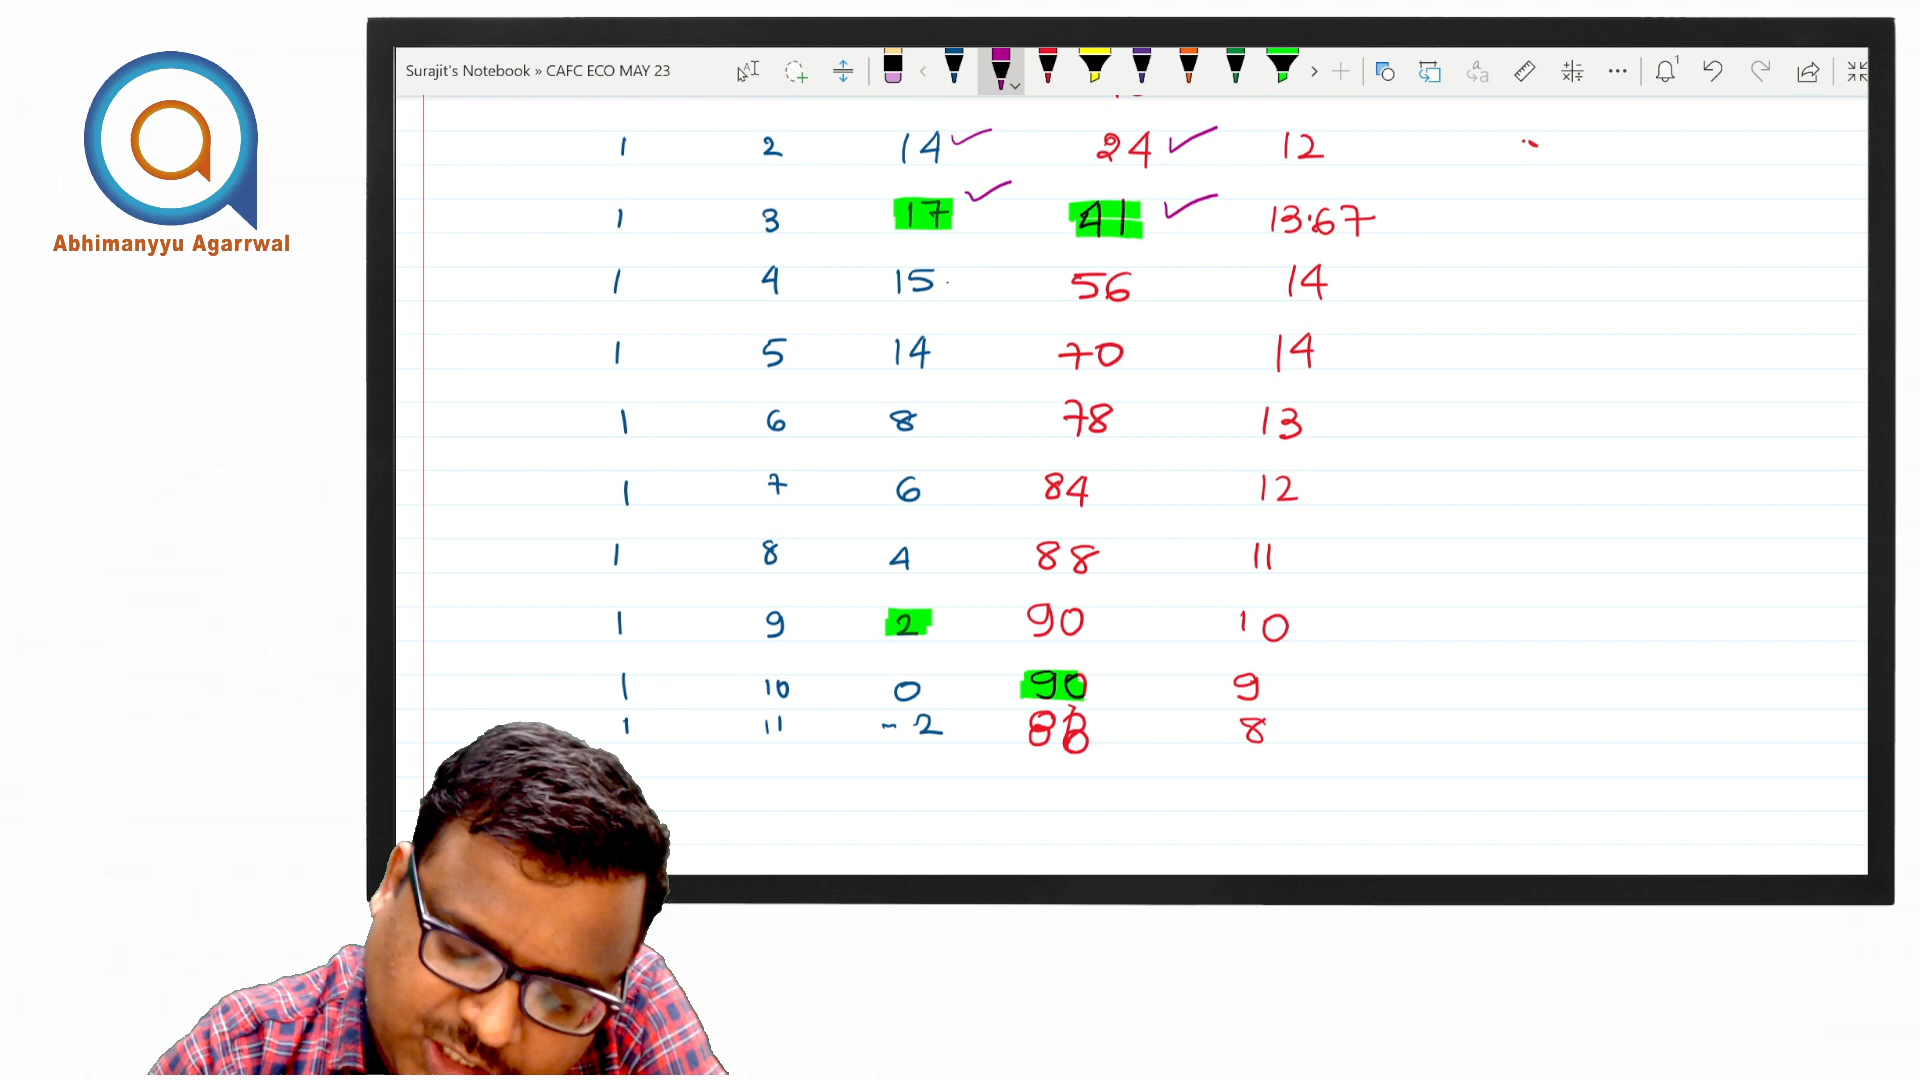 Surajit's Notebook » CAFC ECO MAY 23
Abhimanyyu Agarrwal
1 2 14 24 12
1 3 17 41 13.67
1 4 15 56 14
1 5 14 70 14
1 6 8 78 13
1 7 6 84 12
1 8 4 88 11
1 9 2 90 10
1 10 0 90 9
1 11 -2 88 8